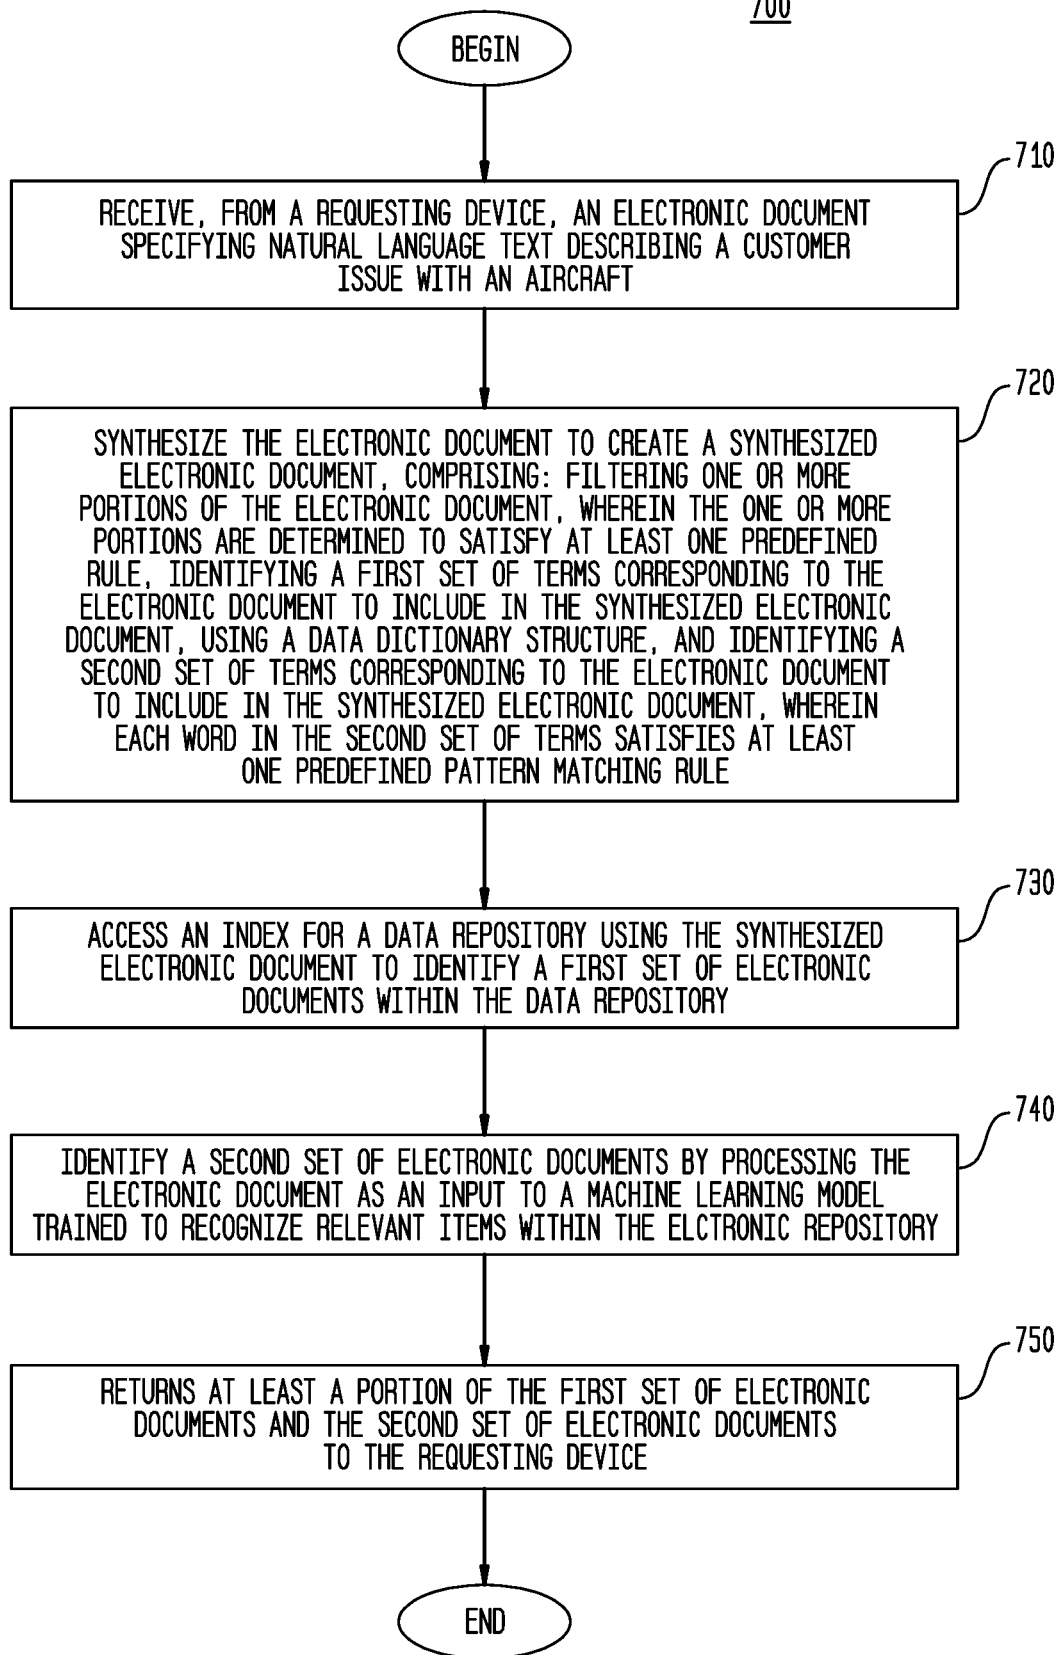 700
BEGIN
710
RECEIVE, FROM A REQUESTING DEVICE, AN ELECTRONIC DOCUMENT
SPECIFYING NATURAL LANGUAGE TEXT DESCRIBING A CUSTOMER
ISSUE WITH AN AIRCRAFT
720
SYNTHESIZE THE ELECTRONIC DOCUMENT TO CREATE A SYNTHESIZED
ELECTRONIC DOCUMENT, COMPRISING: FILTERING ONE OR MORE
PORTIONS OF THE ELECTRONIC DOCUMENT, WHEREIN THE ONE OR MORE
PORTIONS ARE DETERMINED TO SATISFY AT LEAST ONE PREDEFINED
RULE, IDENTIFYING A FIRST SET OF TERMS CORRESPONDING TO THE
ELECTRONIC DOCUMENT TO INCLUDE IN THE SYNTHESIZED ELECTRONIC
DOCUMENT, USING A DATA DICTIONARY STRUCTURE, AND IDENTIFYING A
SECOND SET OF TERMS CORRESPONDING TO THE ELECTRONIC DOCUMENT
TO INCLUDE IN THE SYNTHESIZED ELECTRONIC DOCUMENT, WHEREIN
EACH WORD IN THE SECOND SET OF TERMS SATISFIES AT LEAST
ONE PREDEFINED PATTERN MATCHING RULE
730
ACCESS AN INDEX FOR A DATA REPOSITORY USING THE SYNTHESIZED
ELECTRONIC DOCUMENT TO IDENTIFY A FIRST SET OF ELECTRONIC
DOCUMENTS WITHIN THE DATA REPOSITORY
740
IDENTIFY A SECOND SET OF ELECTRONIC DOCUMENTS BY PROCESSING THE
ELECTRONIC DOCUMENT AS AN INPUT TO A MACHINE LEARNING MODEL
TRAINED TO RECOGNIZE RELEVANT ITEMS WITHIN THE ELCTRONIC REPOSITORY
750
RETURNS AT LEAST A PORTION OF THE FIRST SET OF ELECTRONIC
DOCUMENTS AND THE SECOND SET OF ELECTRONIC DOCUMENTS
TO THE REQUESTING DEVICE
END